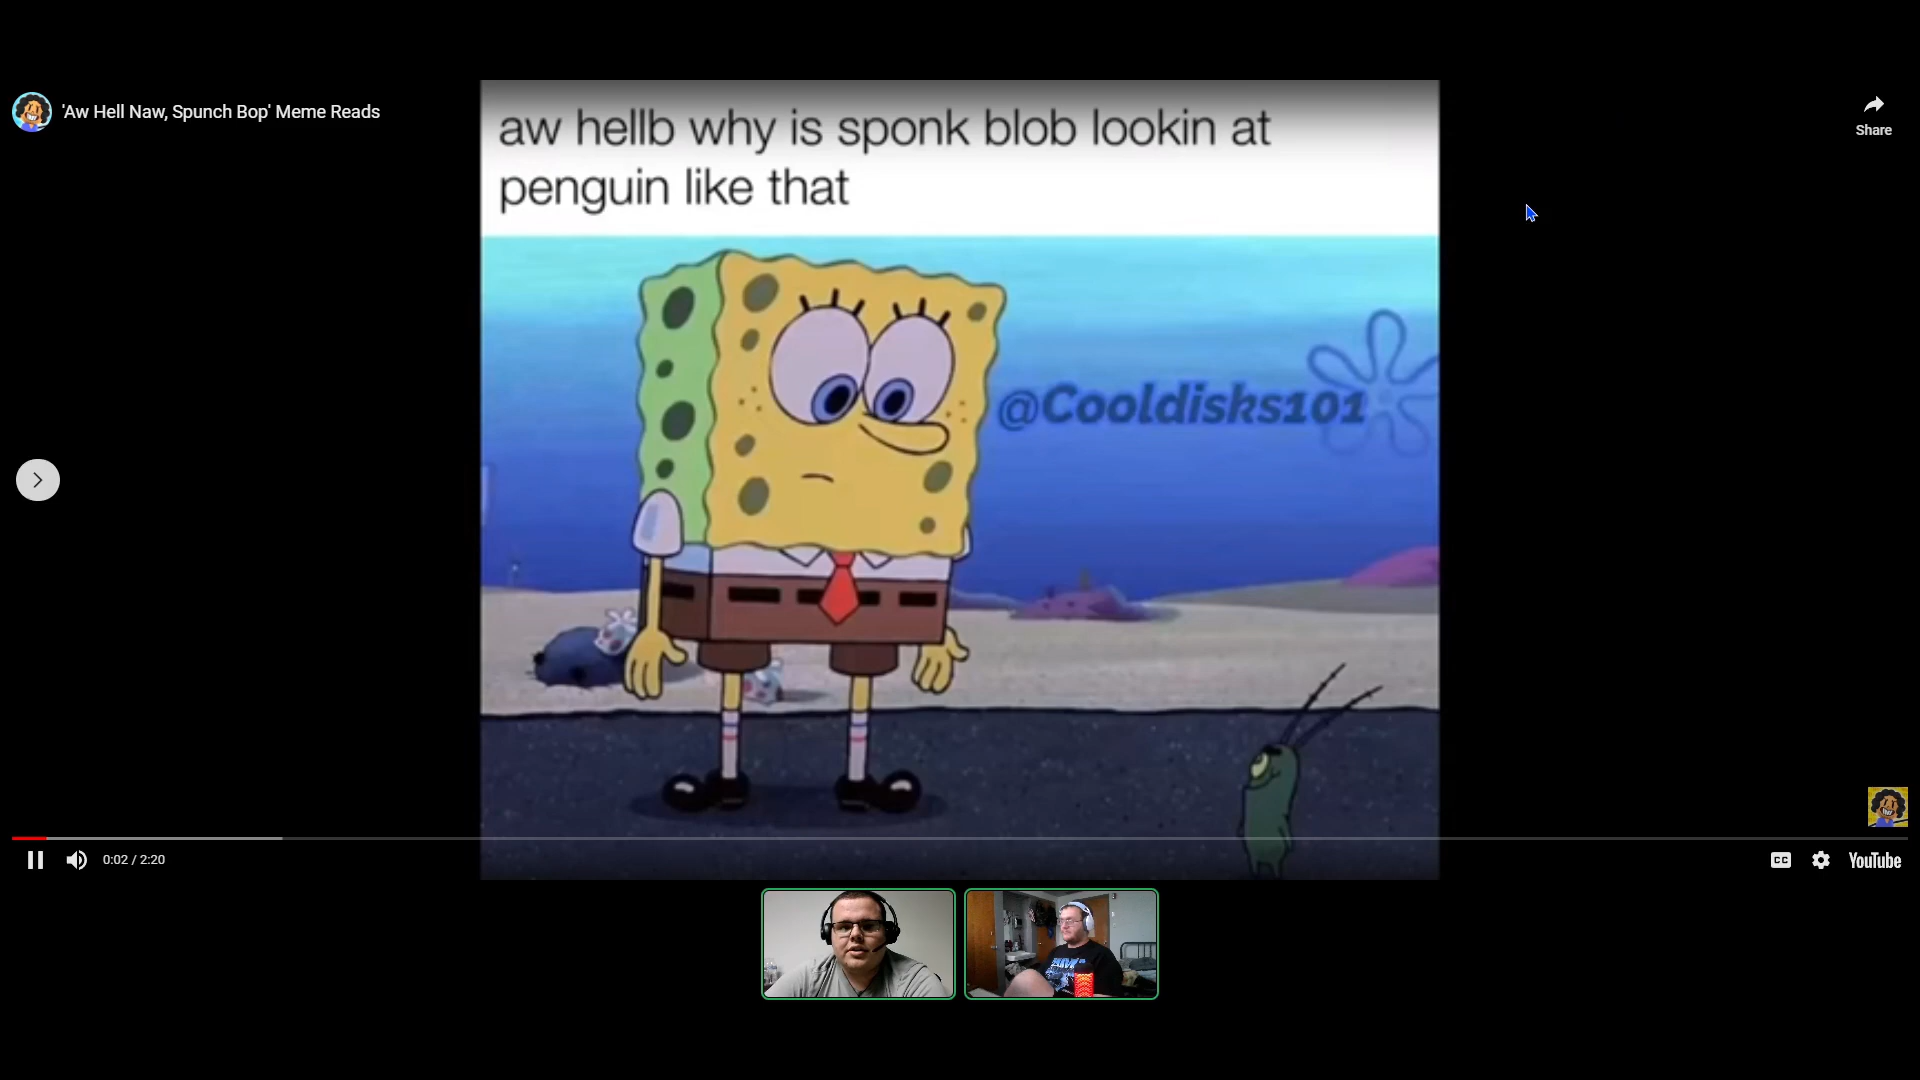 'Aw Hell Naw, Spunch Bop' Meme Reads
Share
aw hellb why is sponk blob lookin at
penguin like that
@Cooldisks101
0:02 / 2:20
CC
YouTube